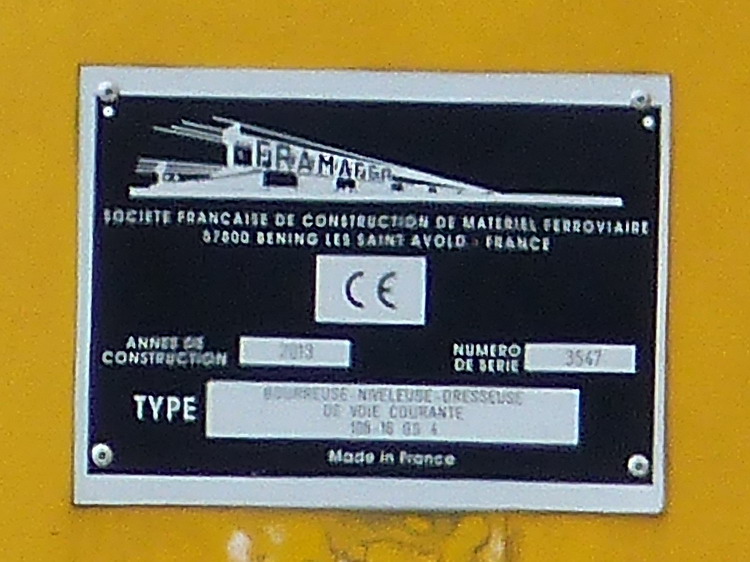 FRAMAFER
SOCIETE FRANCAISE DE CONSTRUCTION DE MATERIEL FERROVIAIRE
57800 BENING LES SAINT AVOLD - FRANCE
CE
ANNEE DE
CONSTRUCTION
2013
NUMERO
DE SERIE
3547
TYPE
BOURREUSE-NIVELEUSE-DRESSEUSE
DE VOIE COURANTE
108-16 GS 4
Made in France